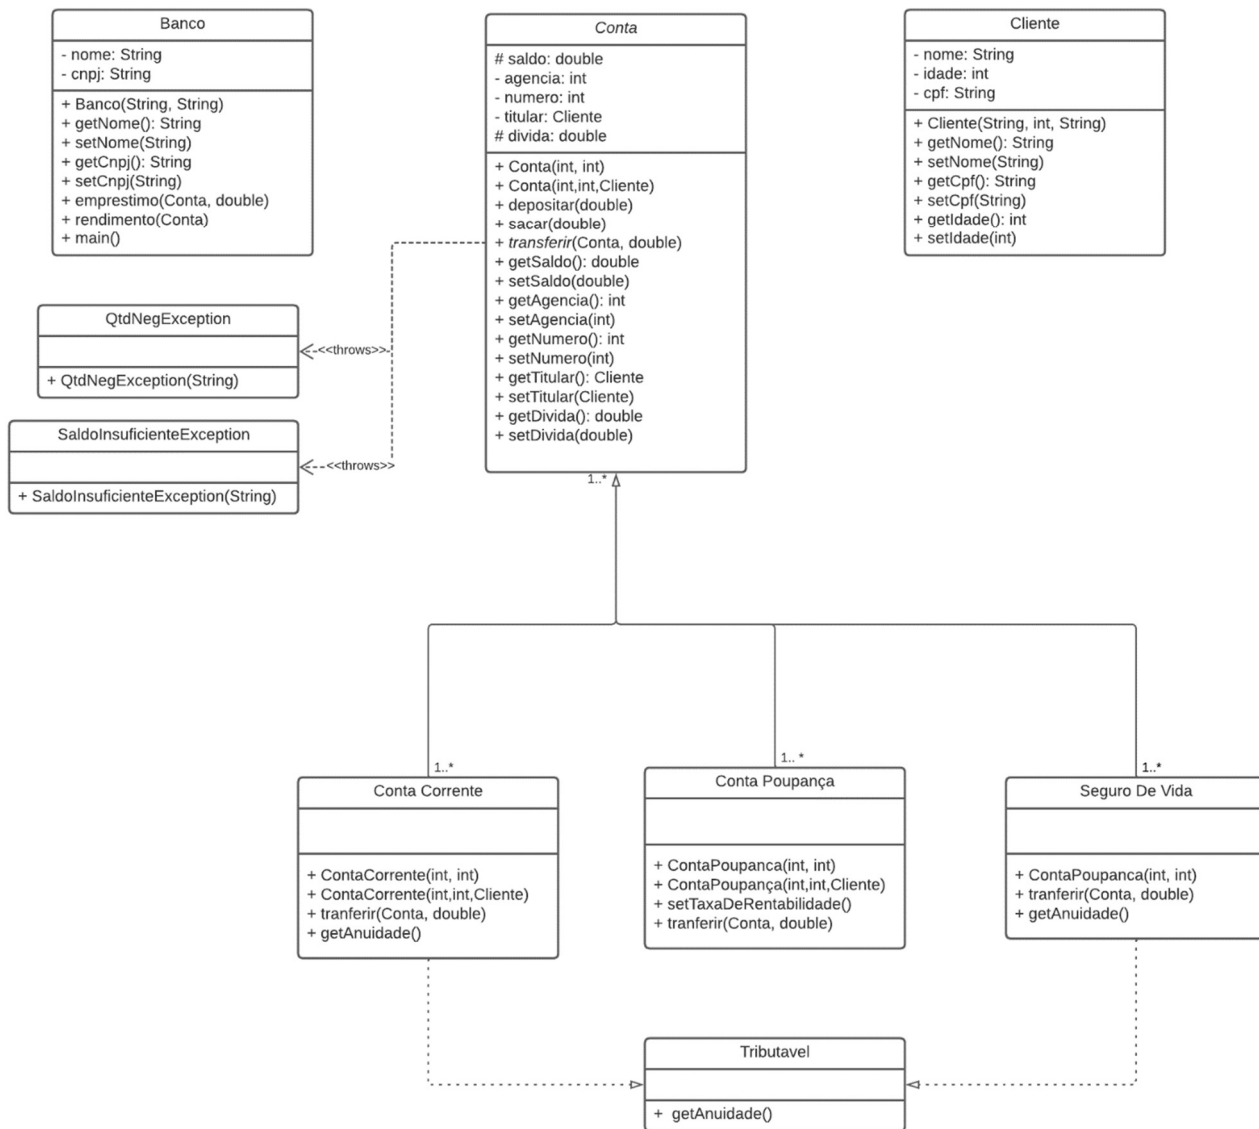 Banco
- nome: String
- cnpj: String
+ Banco(String, String)
+ getNome(): String
+ setNome(String)
+ getCnpj(): String
+ setCnpj(String)
+ emprestimo(Conta, double)
+ rendimento(Conta)
+ main()
Conta
# saldo: double
- agencia: int
- numero: int
- titular: Cliente
# divida: double
+ Conta(int, int)
+ Conta(int,int,Cliente)
+ depositar(double)
+ sacar(double)
+ transferir(Conta, double)
+ getSaldo(): double
+ setSaldo(double)
+ getAgencia(): int
+ setAgencia(int)
+ getNumero(): int
+ setNumero(int)
+ getTitular(): Cliente
+ setTitular(Cliente)
+ getDivida(): double
+ setDivida(double)
Cliente
- nome: String
- idade: int
- cpf: String
+ Cliente(String, int, String)
+ getNome(): String
+ setNome(String)
+ getCpf(): String
+ setCpf(String)
+ getIdade(): int
+ setIdade(int)
QtdNegException
+ QtdNegException(String)
<<throws>>
SaldoInsuficienteException
+ SaldoInsuficienteException(String)
<<throws>>
1..*
1..*
1.. *
1..*
Conta Corrente
+ ContaCorrente(int, int)
+ ContaCorrente(int,int,Cliente)
+ tranferir(Conta, double)
+ getAnuidade()
Conta Poupança
+ ContaPoupanca(int, int)
+ ContaPoupança(int,int,Cliente)
+ setTaxaDeRentabilidade()
+ tranferir(Conta, double)
Seguro De Vida
+ ContaPoupanca(int, int)
+ tranferir(Conta, double)
+ getAnuidade()
Tributavel
+ getAnuidade()